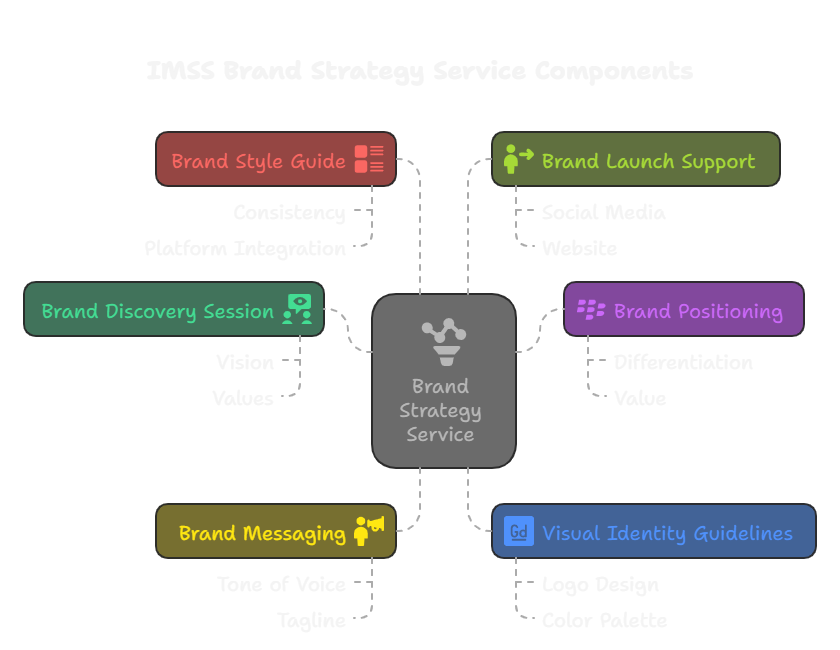 IMSS Brand Strategy Service Components
Brand Style Guide
Consistency
Platform Integration
Brand Launch Support
Social Media
Website
Brand Discovery Session
Vision
Values
Brand Positioning
Differentiation
Value
Brand
Strategy
Service
Brand Messaging
Tone of Voice
Tagline
Gd
Visual Identity Guidelines
Logo Design
Color Palette